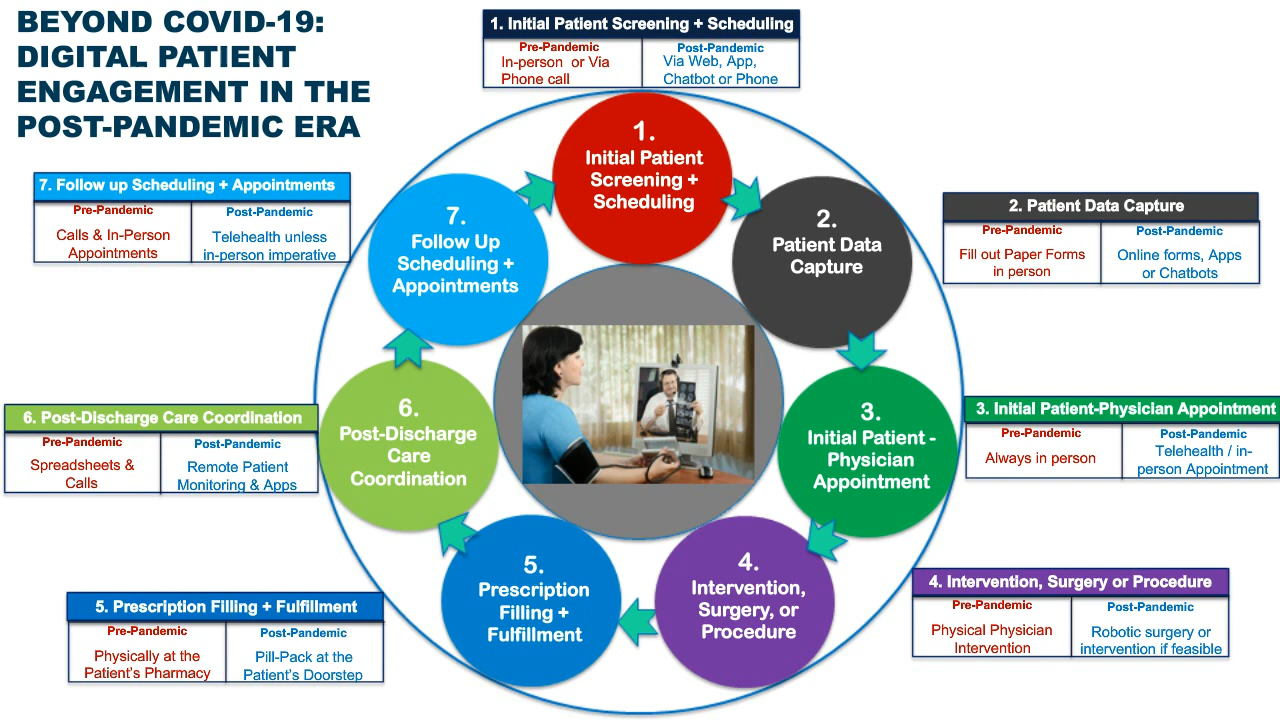 BEYOND COVID-19:
DIGITAL PATIENT
ENGAGEMENT IN THE
POST-PANDEMIC ERA
1. Initial Patient Screening + Scheduling
Pre-Pandemic
In-person or Via
Phone call
Post-Pandemic
Via Web, App,
Chatbot or Phone
2. Patient Data Capture
Pre-Pandemic
Fill out Paper Forms
in person
Post-Pandemic
Online forms, Apps
or Chatbots
3. Initial Patient-Physician Appointment
Pre-Pandemic
Always in person
Post-Pandemic
Telehealth / in-
person Appointment
4. Intervention, Surgery or Procedure
Pre-Pandemic
Physical Physician
Intervention
Post-Pandemic
Robotic surgery or
intervention if feasible
5. Prescription Filling + Fulfillment
Pre-Pandemic
Physically at the
Patient's Pharmacy
Post-Pandemic
Pill-Pack at the
Patient's Doorstep
6. Post-Discharge Care Coordination
Pre-Pandemic
Spreadsheets &
Calls
Post-Pandemic
Remote Patient
Monitoring & Apps
7. Follow up Scheduling + Appointments
Pre-Pandemic
Calls & In-Person
Appointments
Post-Pandemic
Telehealth unless
in-person imperative
1.
Initial Patient
Screening +
Scheduling
2.
Patient Data
Capture
3.
Initial Patient -
Physician
Appointment
4.
Intervention,
Surgery, or
Procedure
5.
Prescription
Filling +
Fulfillment
6.
Post-Discharge
Care
Coordination
7.
Follow Up
Scheduling +
Appointments